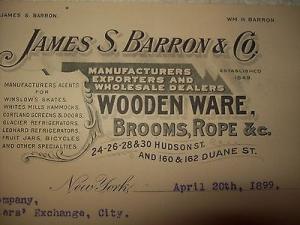 JAMES S. BARRON.
WM H BARRON
JAMES S. BARRON & CO.
MANUFACTURERS
EXPORTERS AND
WHOLESALE DEALERS
ESTABLISHED
1849.
MANUFACTURERS AGENTS
FOR
WINSLOW'S SKATES,
WHITES MILLS HAMMOCKS,
CORTLAND SCREENS & DOORS,
GLACIER REFRIGERATORS,
LEONARD REFRIGERATORS,
FRUIT JARS, BICYCLES
AND OTHER SPECIALTIES.
WOODEN WARE,
BROOMS, ROPE &c.
24-26-28 & 30 HUDSON ST.
AND 160 & 162 DUANE ST.
New York, April 20th, 1899.
ompany,
ers' Exchange, City.